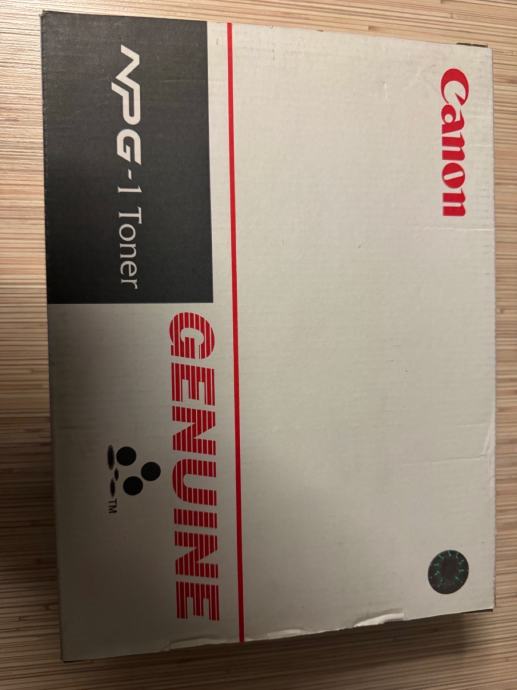 Canon
GENUINE
NPG-1 Toner
TM